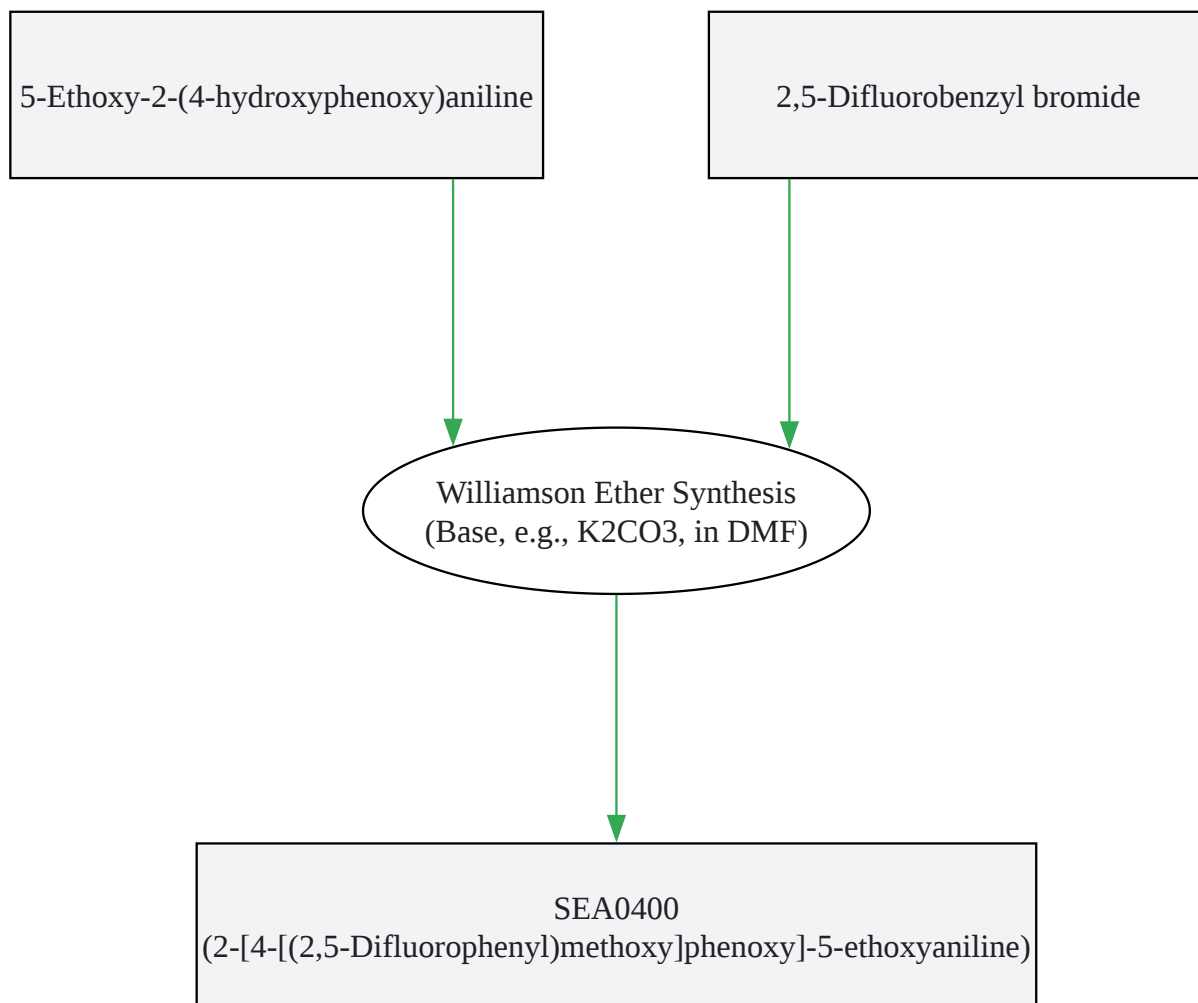 5-Ethoxy-2-(4-hydroxyphenoxy)aniline
2,5-Difluorobenzyl bromide
Williamson Ether Synthesis
(Base, e.g., K2CO3, in DMF)
SEA0400
(2-[4-[(2,5-Difluorophenyl)methoxy]phenoxy]-5-ethoxyaniline)